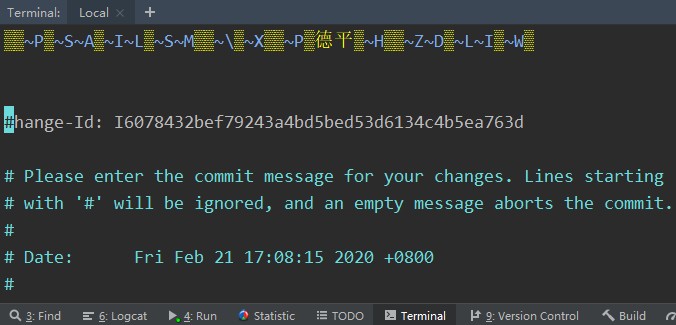 Terminal: Local × +
~P ~S~A ~I~L ~S~M ~\ ~X ~P 德平 ~H ~Z~D ~L~I ~W
#hange-Id: I6078432bef79243a4bd5bed53d6134c4b5ea763d
# Please enter the commit message for your changes. Lines starting
# with '#' will be ignored, and an empty message aborts the commit.
#
# Date:      Fri Feb 21 17:08:15 2020 +0800
#
3: Find 6: Logcat 4: Run Statistic TODO Terminal 9: Version Control Build